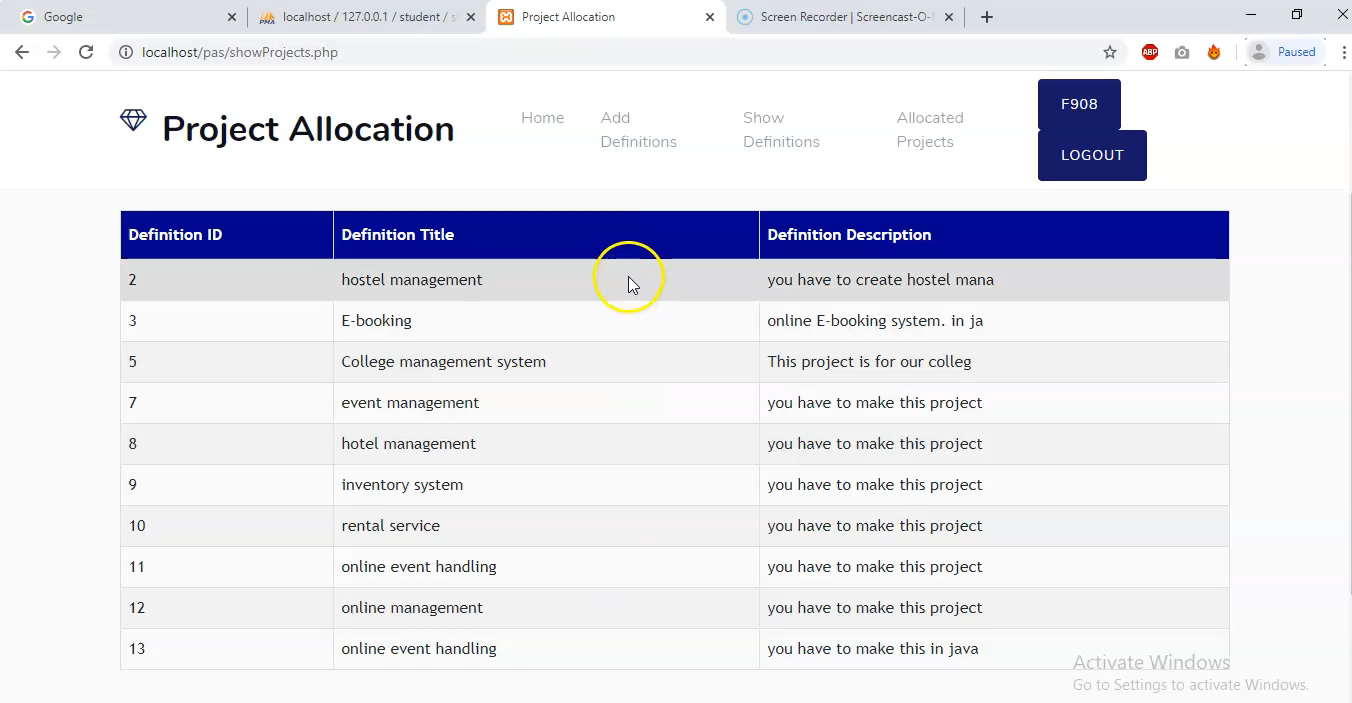 Google
localhost / 127.0.0.1 / student / s
Project Allocation
Screen Recorder | Screencast-O-
localhost/pas/showProjects.php
ABP
Paused
Project Allocation
Home
Add Definitions
Show Definitions
Allocated Projects
F908
LOGOUT
Definition ID Definition Title Definition Description
2 hostel management you have to create hostel mana
3 E-booking online E-booking system. in ja
5 College management system This project is for our colleg
7 event management you have to make this project
8 hotel management you have to make this project
9 inventory system you have to make this project
10 rental service you have to make this project
11 online event handling you have to make this project
12 online management you have to make this project
13 online event handling you have to make this in java
Activate Windows
Go to Settings to activate Windows.